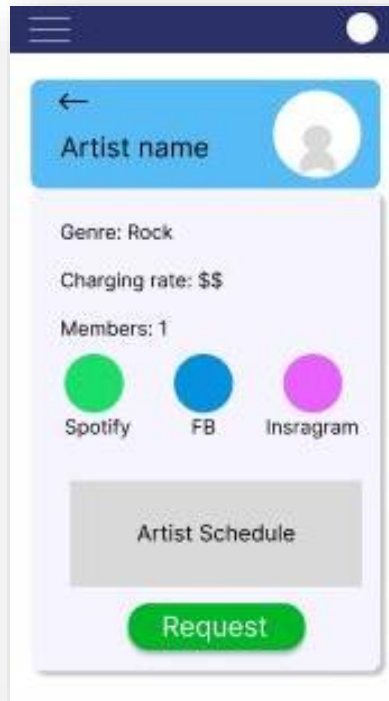 Artist name
Genre: Rock
Charging rate: $$
Members: 1
Spotify FB Insragram
Artist Schedule
Request